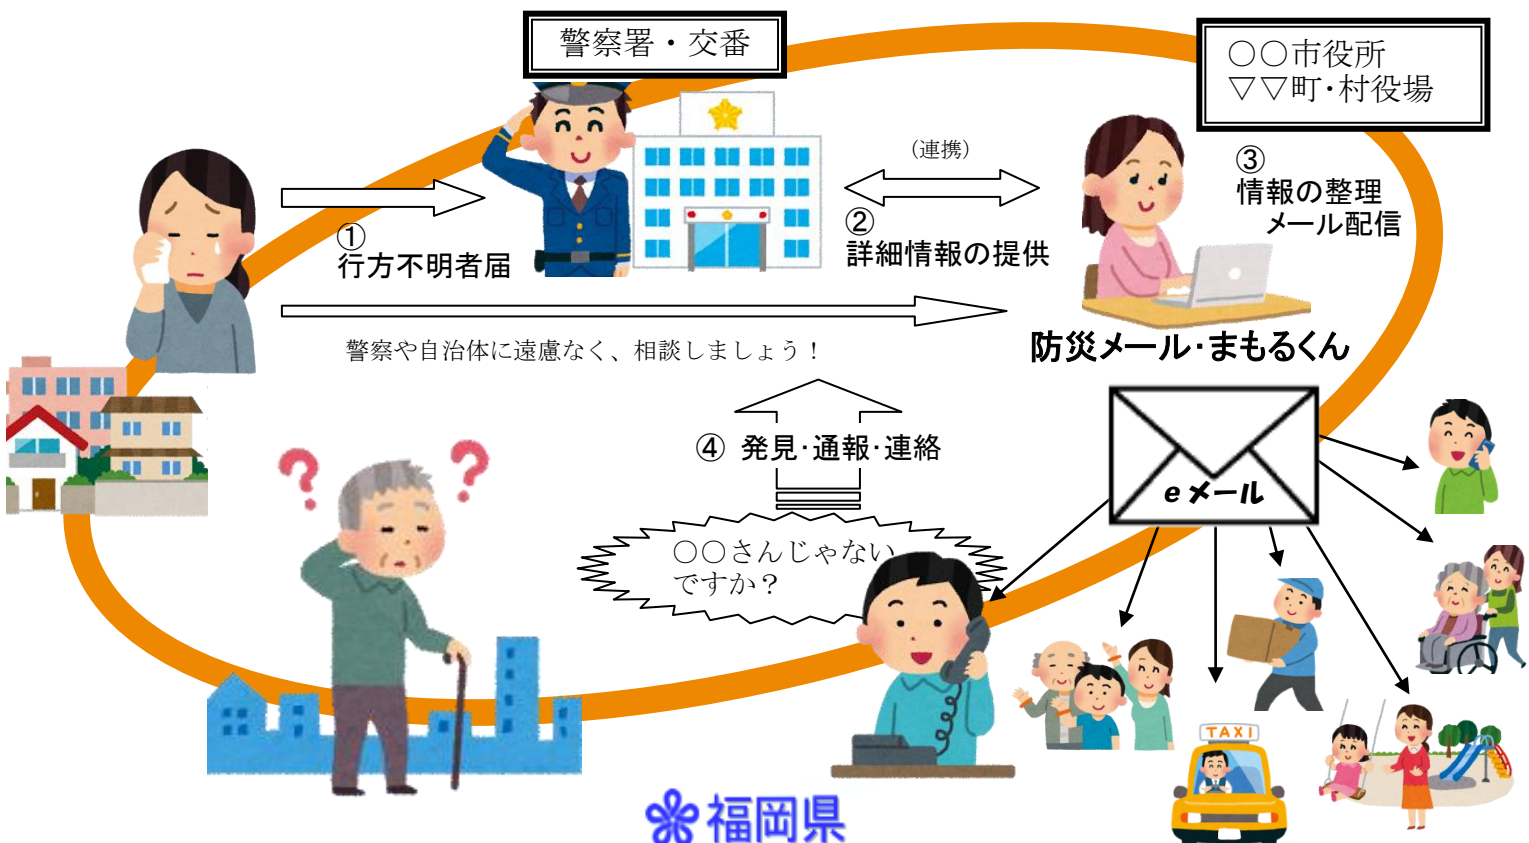 警察署・交番
○○市役所
▽▽町・村役場
(連携)
①
行方不明者届
②
詳細情報の提供
③
情報の整理
メール配信
警察や自治体に遠慮なく、相談しましょう！
防災メール・まもるくん
④ 発見・通報・連絡
eメール
○○さんじゃない
ですか？
? ?
TAXI
福岡県